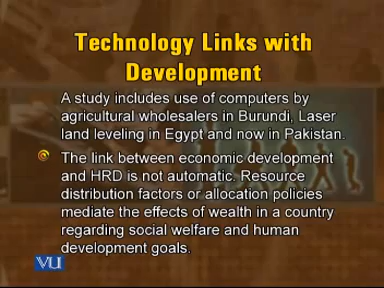 Technology Links with
Development
A study includes use of computers by
agricultural wholesalers in Burundi, Laser
land leveling in Egypt and now in Pakistan.
The link between economic development
and HRD is not automatic. Resource
distribution factors or allocation policies
mediate the effects of wealth in a country
regarding social welfare and human
development goals.
VU